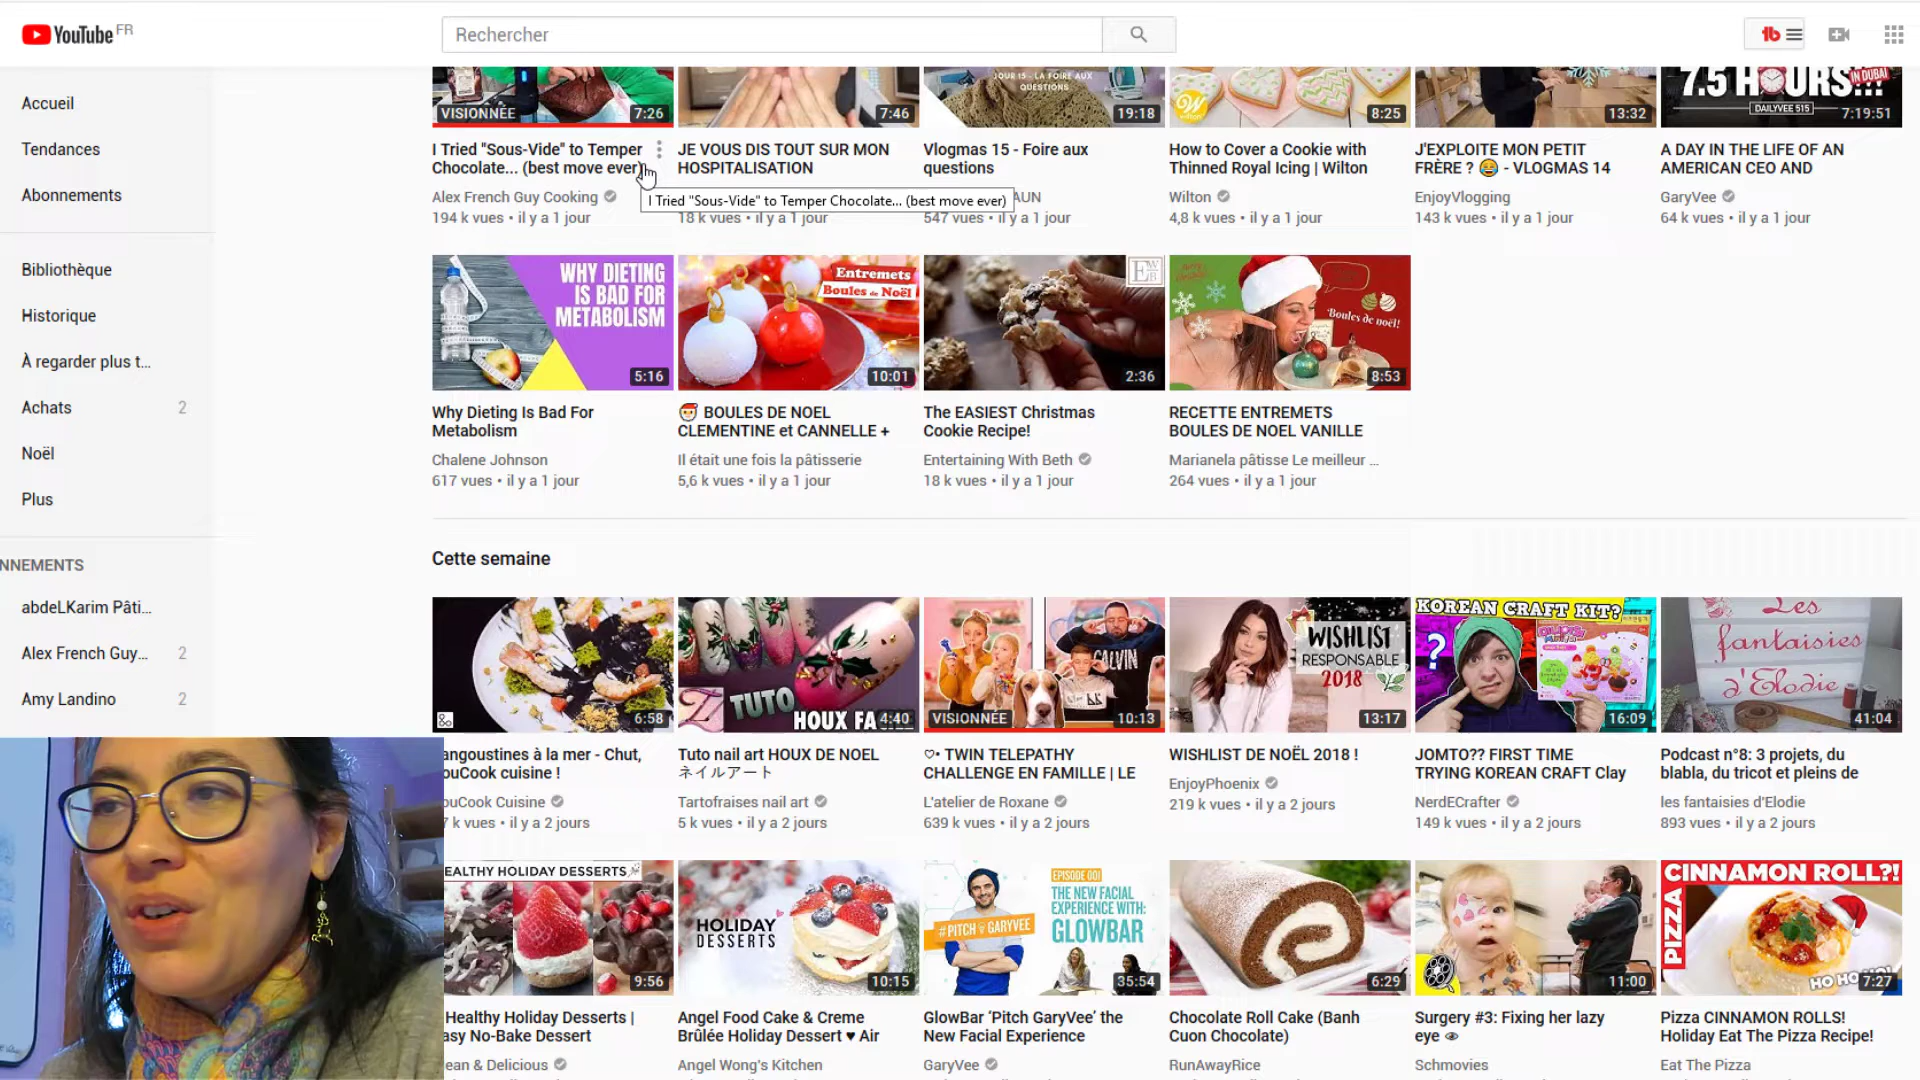 YouTube FR
Rechercher
Accueil
Tendances
Abonnements
Bibliothèque
Historique
À regarder plus t...
Achats 2
Noël
Plus
NNEMENTS
abdeLKarim Pâti...
Alex French Guy... 2
Amy Landino 2
VISIONNÉE
7:26
7:46
JOUR 15 - LA FOIRE AUX
QUESTIONS
19:18
8:25
13:32
7.5 HOURS!!!
IN DUBAI
DAILYVEE 515
7:19:51
I Tried "Sous-Vide" to Temper
Chocolate... (best move ever)
Alex French Guy Cooking
194 k vues • il y a 1 jour
I Tried "Sous-Vide" to Temper Chocolate... (best move ever)
JE VOUS DIS TOUT SUR MON
HOSPITALISATION
18 k vues • il y a 1 jour
Vlogmas 15 - Foire aux
questions
AUN
547 vues • il y a 1 jour
How to Cover a Cookie with
Thinned Royal Icing | Wilton
Wilton
4,8 k vues • il y a 1 jour
J'EXPLOITE MON PETIT
FRÈRE ? 😂 - VLOGMAS 14
EnjoyVlogging
143 k vues • il y a 1 jour
A DAY IN THE LIFE OF AN
AMERICAN CEO AND
GaryVee
64 k vues • il y a 1 jour
WHY DIETING
IS BAD FOR
METABOLISM
5:16
Entremets
Boules de Noël
10:01
EWB
2:36
Boules de noël!
8:53
Why Dieting Is Bad For
Metabolism
Chalene Johnson
617 vues • il y a 1 jour
🎅 BOULES DE NOEL
CLEMENTINE et CANNELLE +
Il était une fois la pâtisserie
5,6 k vues • il y a 1 jour
The EASIEST Christmas
Cookie Recipe!
Entertaining With Beth
18 k vues • il y a 1 jour
RECETTE ENTREMETS
BOULES DE NOEL VANILLE
Marianela pâtisse Le meilleur ...
264 vues • il y a 1 jour
Cette semaine
6:58
TUTO
HOUX FA
4:40
VISIONNÉE
CALVIN
10:13
WISHLIST
RESPONSABLE
2018
13:17
KOREAN CRAFT KIT?
?
16:09
Les
fantaisies
d'Elodie
41:04
angoustines à la mer - Chut,
ouCook cuisine !
ouCook Cuisine
7 k vues • il y a 2 jours
Tuto nail art HOUX DE NOEL
ネイルアート
Tartofraises nail art
5 k vues • il y a 2 jours
♡• TWIN TELEPATHY
CHALLENGE EN FAMILLE | LE
L'atelier de Roxane
639 k vues • il y a 2 jours
WISHLIST DE NOËL 2018 !
EnjoyPhoenix
219 k vues • il y a 2 jours
JOMTO?? FIRST TIME
TRYING KOREAN CRAFT Clay
NerdECrafter
149 k vues • il y a 2 jours
Podcast n°8: 3 projets, du
blabla, du tricot et pleins de
les fantaisies d'Elodie
893 vues • il y a 2 jours
EALTHY HOLIDAY DESSERTS
9:56
HOLIDAY
DESSERTS
10:15
#PITCH GARYVEE
EPISODE 001
THE NEW FACIAL
EXPERIENCE WITH:
GLOWBAR
35:54
6:29
11:00
CINNAMON ROLL?!
PIZZA
HO HO HO!
7:27
Healthy Holiday Desserts |
asy No-Bake Dessert
ean & Delicious
Angel Food Cake & Creme
Brûlée Holiday Dessert ♥ Air
Angel Wong's Kitchen
GlowBar ‘Pitch GaryVee’ the
New Facial Experience
GaryVee
Chocolate Roll Cake (Banh
Cuon Chocolate)
RunAwayRice
Surgery #3: Fixing her lazy
eye 👁
Schmovies
Pizza CINNAMON ROLLS!
Holiday Eat The Pizza Recipe!
Eat The Pizza